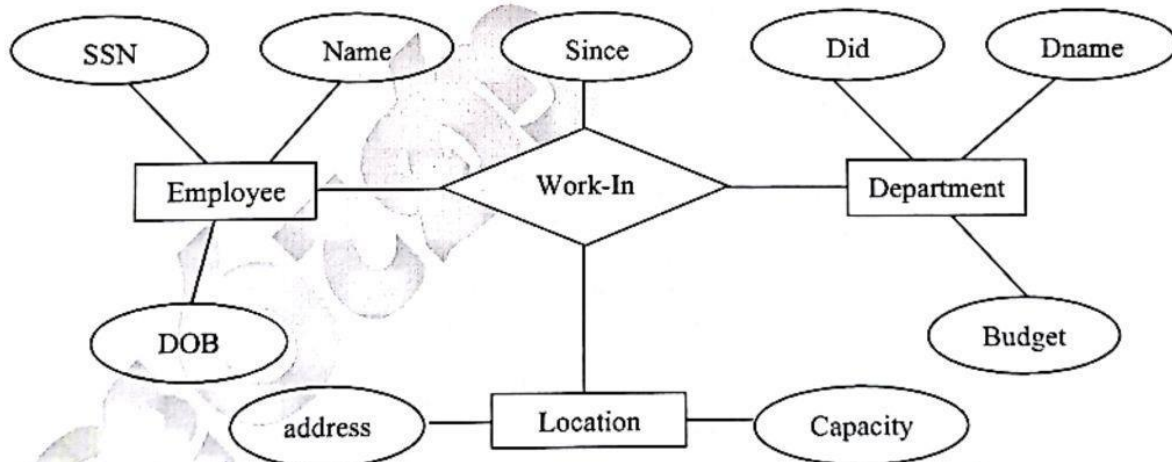 SSN
Name
Since
Did
Dname
Employee
Work-In
Department
DOB
Budget
address
Location
Capacity